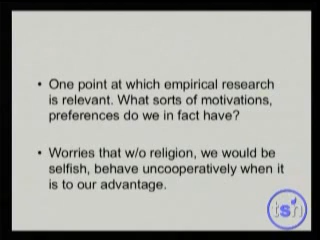 • One point at which empirical research
is relevant. What sorts of motivations,
preferences do we in fact have?
• Worries that w/o religion, we would be
selfish, behave uncooperatively when it
is to our advantage.
tsn